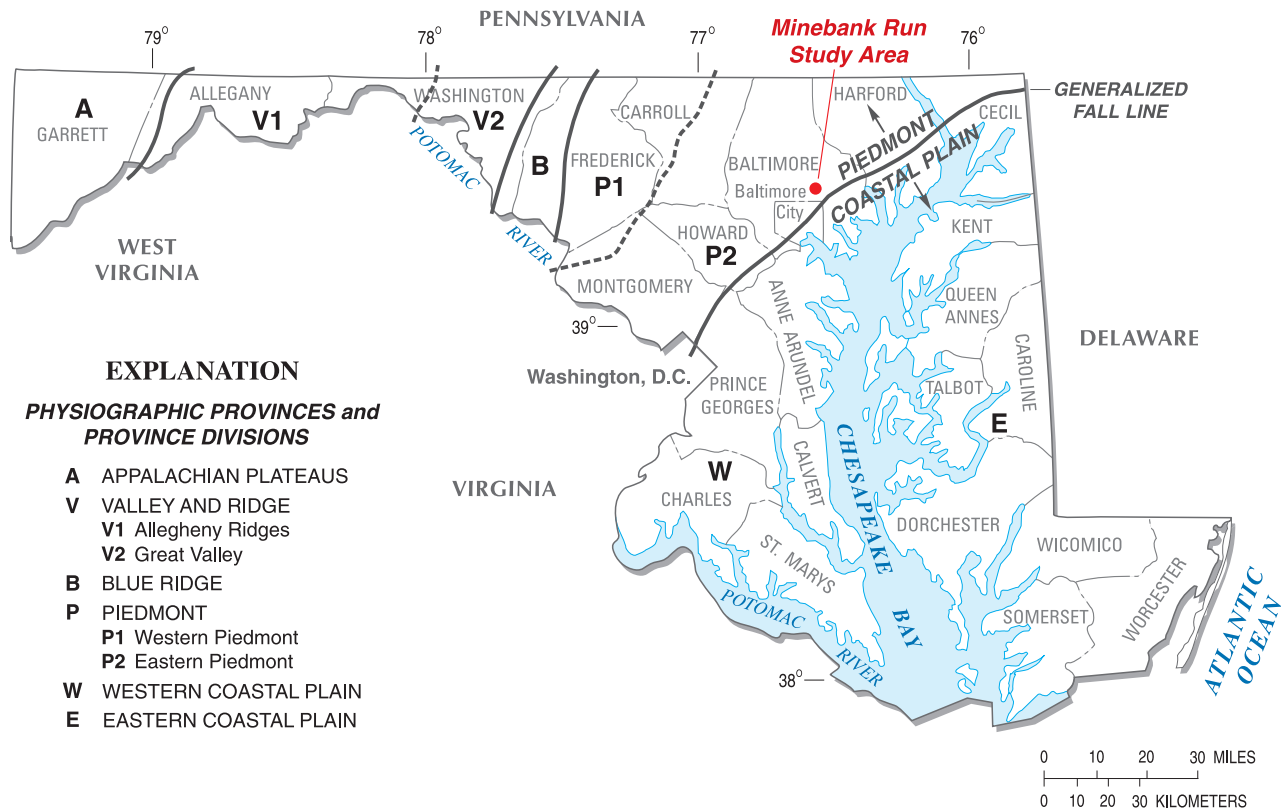 PENNSYLVANIA
79°
78°
77°
76°
Minebank Run
Study Area
GENERALIZED
FALL LINE
A
GARRETT
ALLEGANY
V1
WASHINGTON
V2
B
FREDERICK
P1
CARROLL
BALTIMORE
Baltimore
City
HARFORD
CECIL
PIEDMONT
COASTAL PLAIN
POTOMAC
RIVER
WEST
VIRGINIA
HOWARD
P2
MONTGOMERY
KENT
QUEEN
ANNES
ANNE ARUNDEL
39°
DELAWARE
CAROLINE
TALBOT
E
Washington, D.C.
PRINCE
GEORGES
CALVERT
CHESAPEAKE
BAY
VIRGINIA
W
CHARLES
DORCHESTER
WICOMICO
ST. MARYS
SOMERSET
WORCESTER
POTOMAC
RIVER
38°
ATLANTIC
OCEAN
EXPLANATION
PHYSIOGRAPHIC PROVINCES and
PROVINCE DIVISIONS
A APPALACHIAN PLATEAUS
V VALLEY AND RIDGE
V1 Allegheny Ridges
V2 Great Valley
B BLUE RIDGE
P PIEDMONT
P1 Western Piedmont
P2 Eastern Piedmont
W WESTERN COASTAL PLAIN
E EASTERN COASTAL PLAIN
0 10 20 30 MILES
0 10 20 30 KILOMETERS